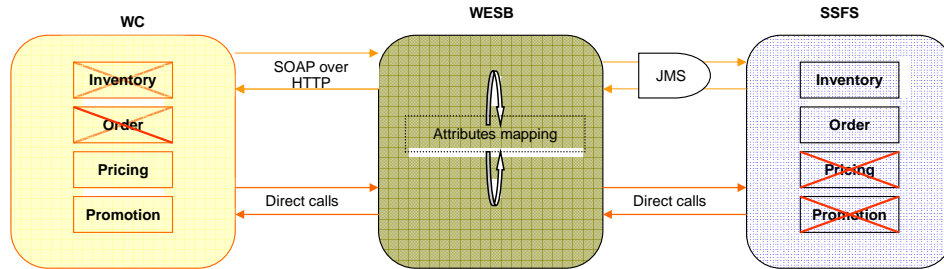 WC
WESB
SSFS
Inventory
Order
Pricing
Promotion
SOAP over
HTTP
Direct calls
Attributes mapping
JMS
Direct calls
Inventory
Order
Pricing
Promotion